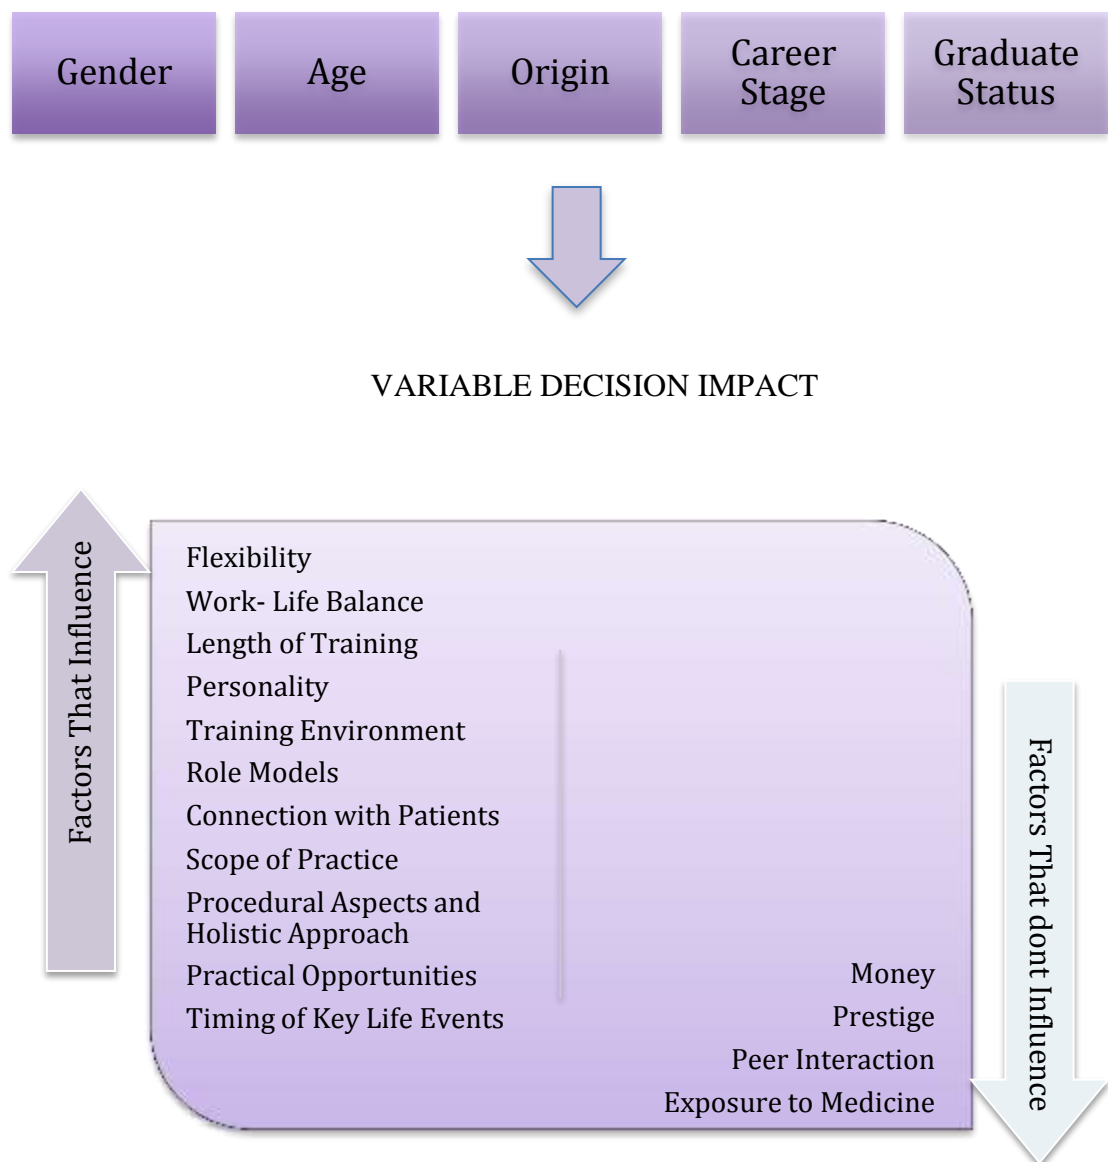 Gender
Age
Origin
Career
Stage
Graduate
Status
VARIABLE DECISION IMPACT
Factors That Influence
Flexibility
Work- Life Balance
Length of Training
Personality
Training Environment
Role Models
Connection with Patients
Scope of Practice
Procedural Aspects and
Holistic Approach
Practical Opportunities
Timing of Key Life Events
Money
Prestige
Peer Interaction
Exposure to Medicine
Factors That dont Influence